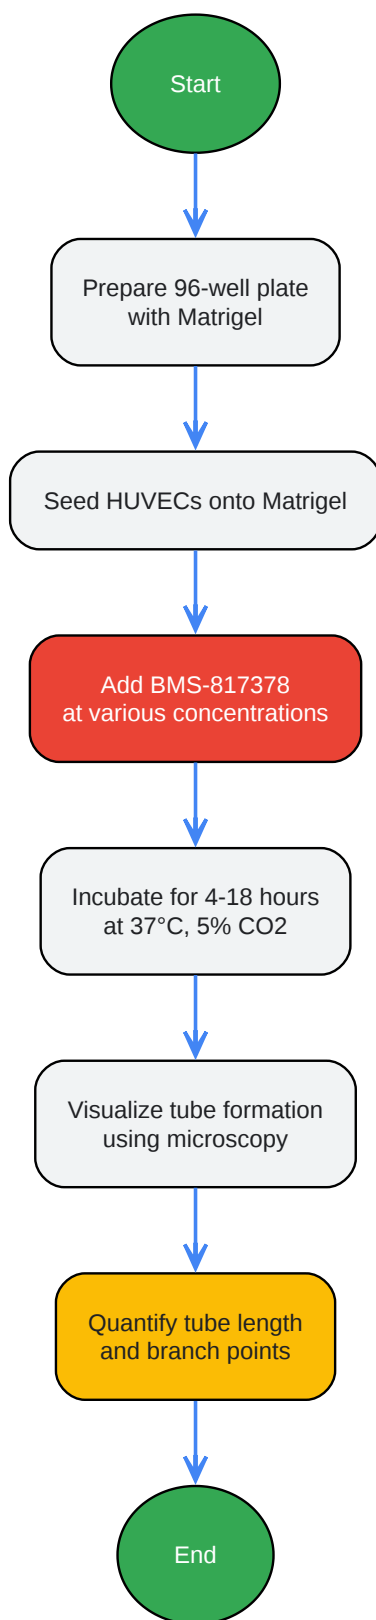 Start
Prepare 96-well plate
with Matrigel
Seed HUVECs onto Matrigel
Add BMS-817378
at various concentrations
Incubate for 4-18 hours
at 37°C, 5% CO2
Visualize tube formation
using microscopy
Quantify tube length
and branch points
End